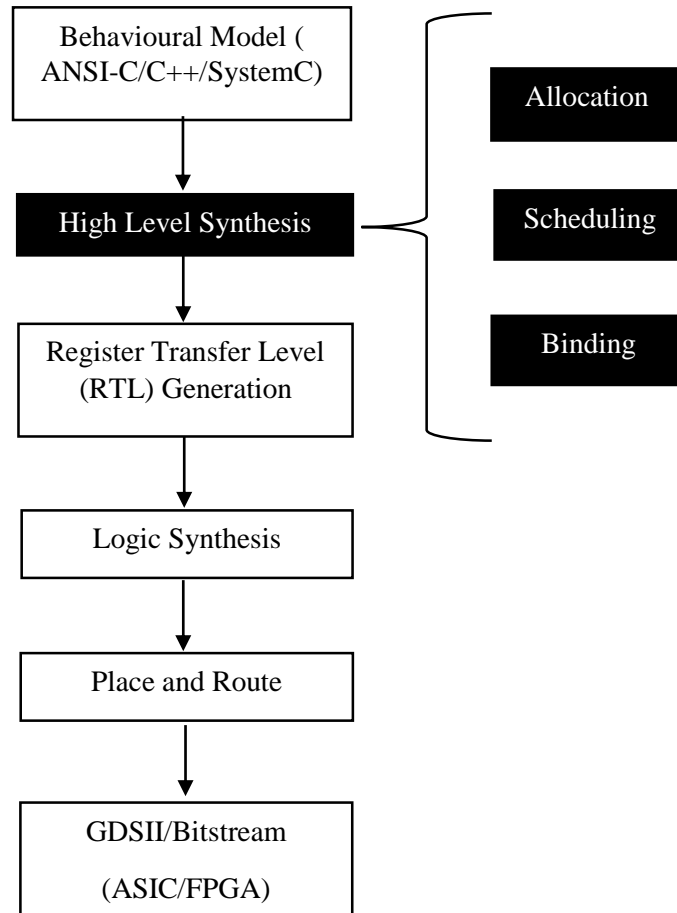 Behavioural Model (
ANSI-C/C++/SystemC)
High Level Synthesis
Register Transfer Level
(RTL) Generation
Logic Synthesis
Place and Route
GDSII/Bitstream
(ASIC/FPGA)
Allocation
Scheduling
Binding